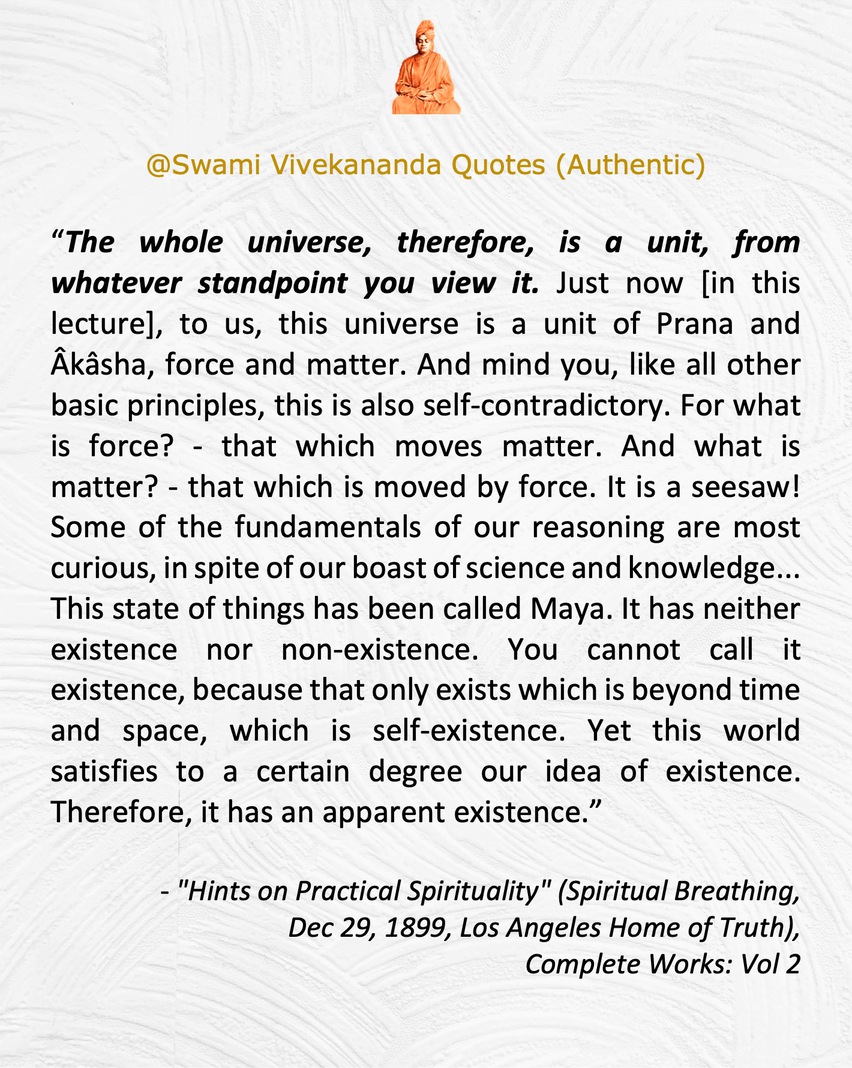 @Swami Vivekananda Quotes (Authentic)
“The whole universe, therefore, is a unit, from
whatever standpoint you view it. Just now [in this
lecture], to us, this universe is a unit of Prana and
Âkâsha, force and matter. And mind you, like all other
basic principles, this is also self-contradictory. For what
is force? - that which moves matter. And what is
matter? - that which is moved by force. It is a seesaw!
Some of the fundamentals of our reasoning are most
curious, in spite of our boast of science and knowledge...
This state of things has been called Maya. It has neither
existence nor non-existence. You cannot call it
existence, because that only exists which is beyond time
and space, which is self-existence. Yet this world
satisfies to a certain degree our idea of existence.
Therefore, it has an apparent existence.”
- "Hints on Practical Spirituality" (Spiritual Breathing,
Dec 29, 1899, Los Angeles Home of Truth),
Complete Works: Vol 2